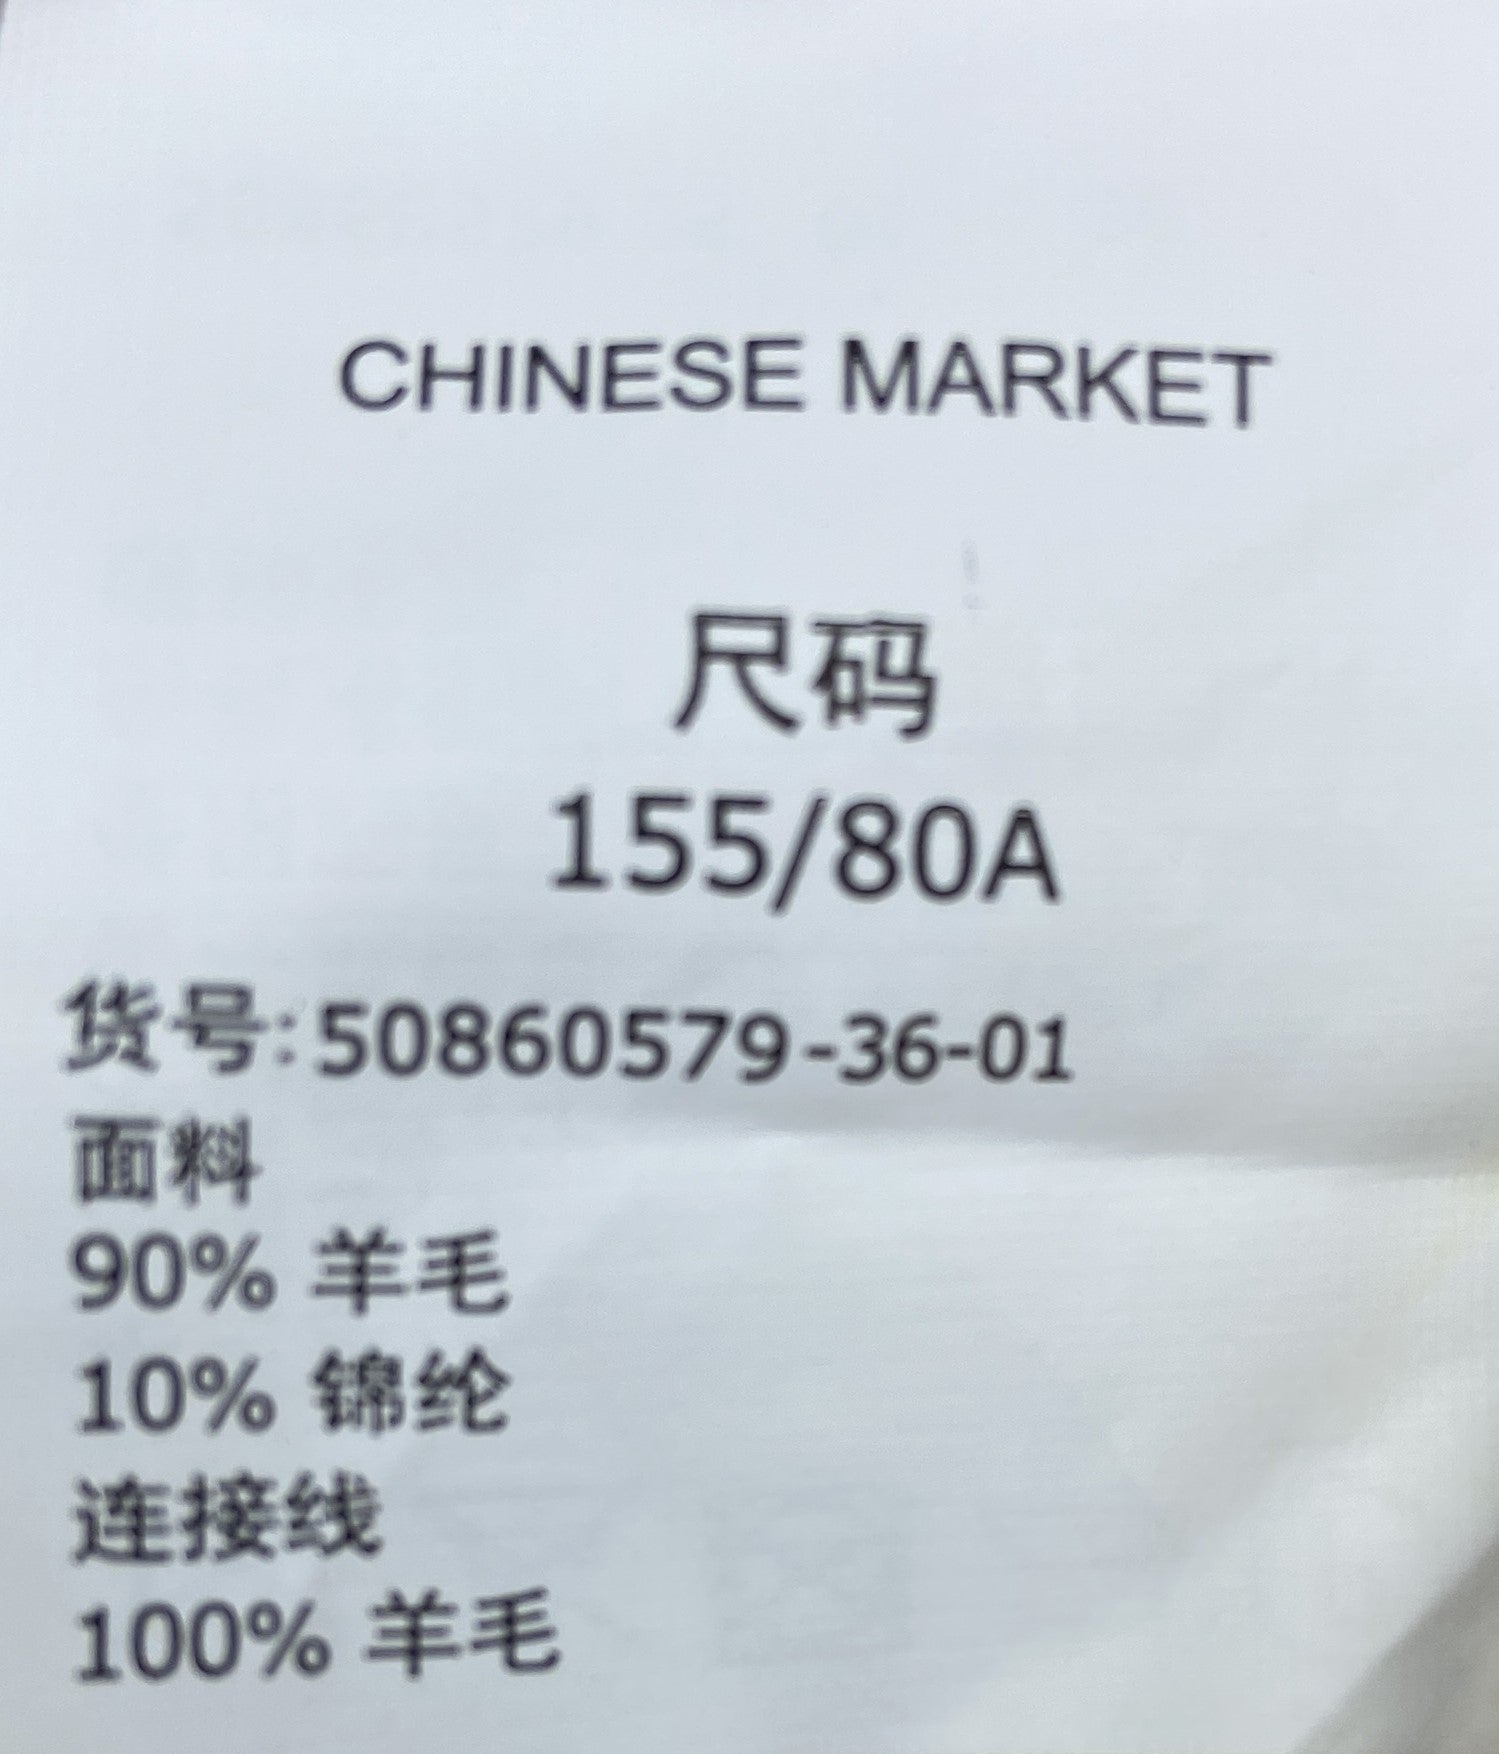 CHINESE MARKET
尺码
155/80A
货号:50860579-36-01
面料
90% 羊毛
10% 锦纶
连接线
100% 羊毛